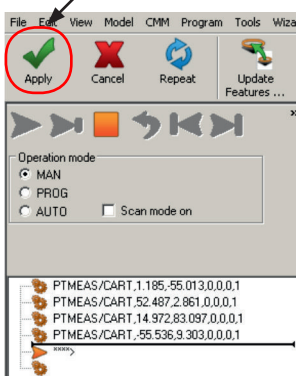 File Edit View Model CMM Program Tools Wiza
Apply Cancel Repeat Update Features ...
Operation mode
MAN
PROG
AUTO Scan mode on
PTMEAS/CART,1.185,-55.013,0,0,0,1
PTMEAS/CART,52.487,2.861,0,0,0,1
PTMEAS/CART,14.972,83.097,0,0,0,1
PTMEAS/CART,-55.536,9.303,0,0,0,1
****>